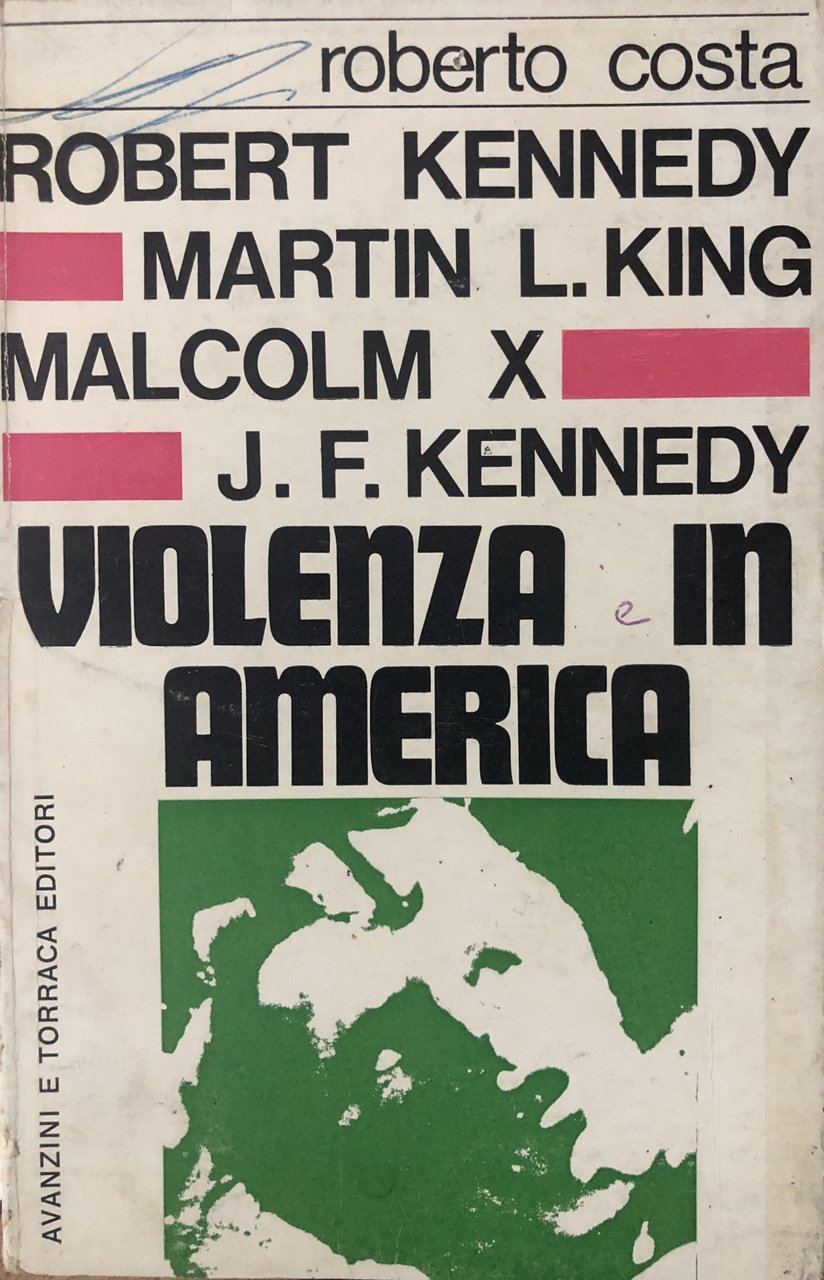 roberto costa
ROBERT KENNEDY
MARTIN L. KING
MALCOLM X
J. F. KENNEDY
VIOLENZA è IN
AMERICA
AVANZINI E TORRACA EDITORI